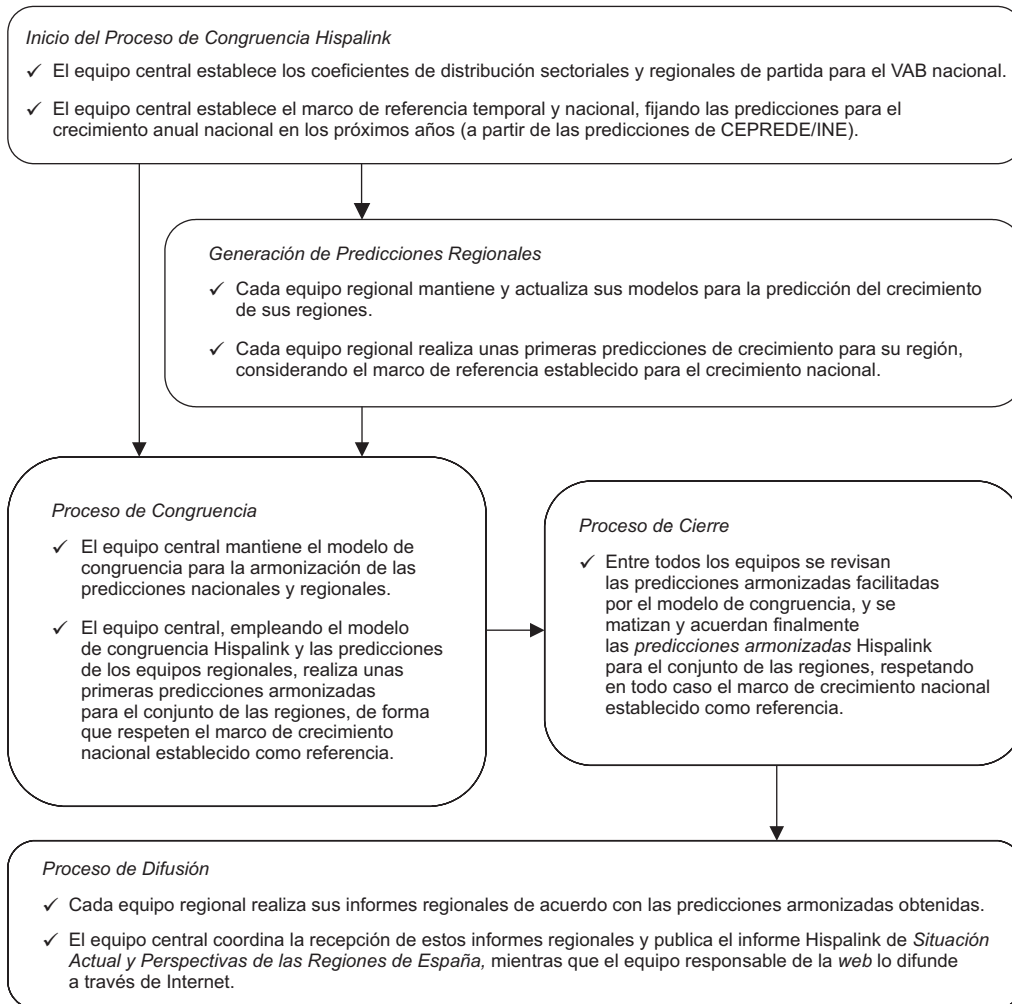 Inicio del Proceso de Congruencia Hispalink
✓ El equipo central establece los coeficientes de distribución sectoriales y regionales de partida para el VAB nacional.
✓ El equipo central establece el marco de referencia temporal y nacional, fijando las predicciones para el
crecimiento anual nacional en los próximos años (a partir de las predicciones de CEPREDE/INE).
Generación de Predicciones Regionales
✓ Cada equipo regional mantiene y actualiza sus modelos para la predicción del crecimiento
de sus regiones.
✓ Cada equipo regional realiza unas primeras predicciones de crecimiento para su región,
considerando el marco de referencia establecido para el crecimiento nacional.
Proceso de Congruencia
✓ El equipo central mantiene el modelo de
congruencia para la armonización de las
predicciones nacionales y regionales.
✓ El equipo central, empleando el modelo
de congruencia Hispalink y las predicciones
de los equipos regionales, realiza unas
primeras predicciones armonizadas
para el conjunto de las regiones, de forma
que respeten el marco de crecimiento
nacional establecido como referencia.
Proceso de Cierre
✓ Entre todos los equipos se revisan
las predicciones armonizadas facilitadas
por el modelo de congruencia, y se
matizan y acuerdan finalmente
las predicciones armonizadas Hispalink
para el conjunto de las regiones, respetando
en todo caso el marco de crecimiento nacional
establecido como referencia.
Proceso de Difusión
✓ Cada equipo regional realiza sus informes regionales de acuerdo con las predicciones armonizadas obtenidas.
✓ El equipo central coordina la recepción de estos informes regionales y publica el informe Hispalink de Situación
Actual y Perspectivas de las Regiones de España, mientras que el equipo responsable de la web lo difunde
a través de Internet.